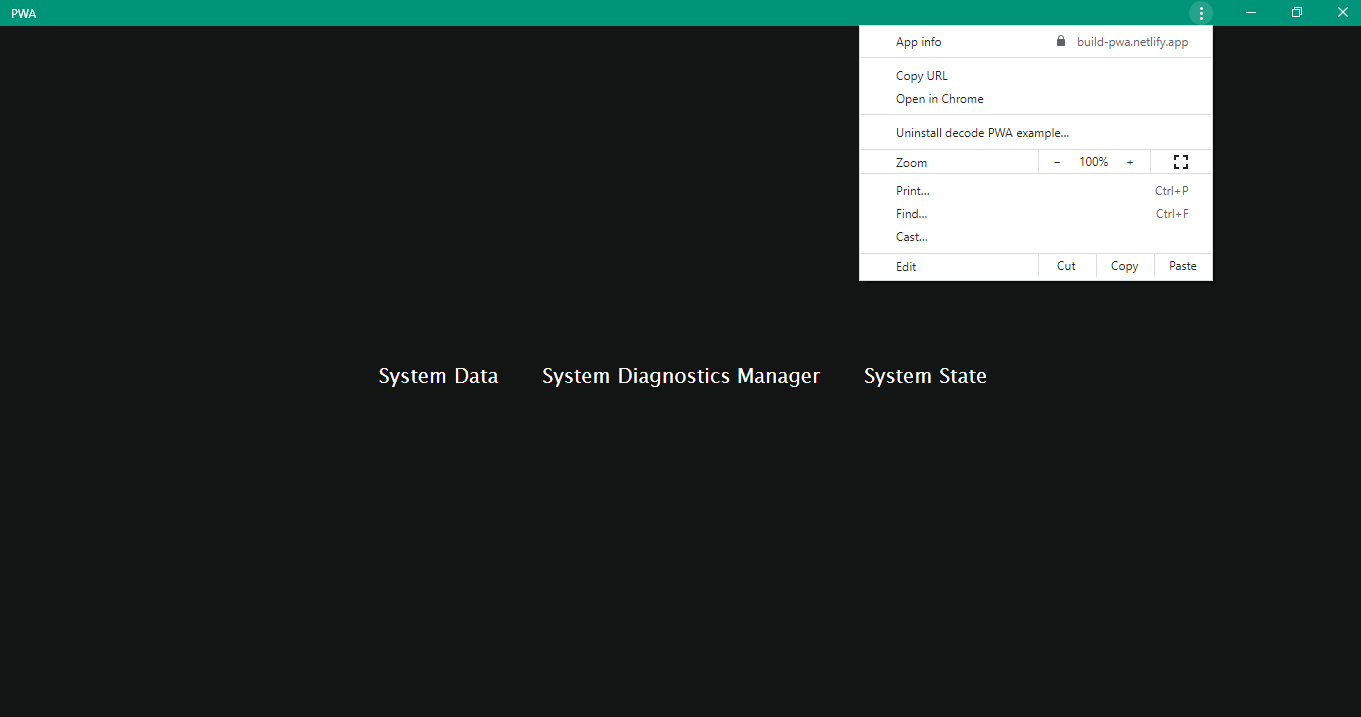 PWA
App info build-pwa.netlify.app
Copy URL
Open in Chrome
Uninstall decode PWA example...
Zoom - 100% +
Print... Ctrl+P
Find... Ctrl+F
Cast...
Edit Cut Copy Paste
System Data System Diagnostics Manager System State